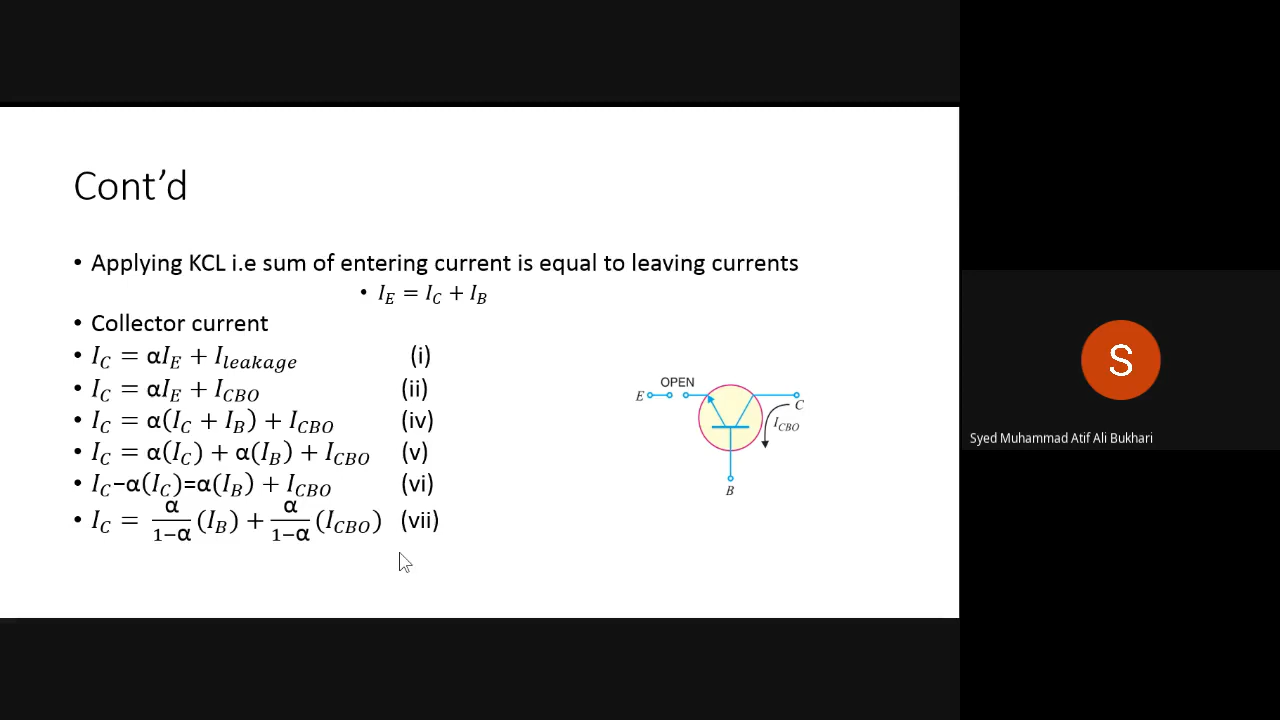 Cont’d
• Applying KCL i.e sum of entering current is equal to leaving currents
• I_E = I_C + I_B
• Collector current
• I_C = αI_E + I_leakage (i)
• I_C = αI_E + I_CBO (ii)
• I_C = α(I_C + I_B) + I_CBO (iv)
• I_C = α(I_C) + α(I_B) + I_CBO (v)
• I_C−α(I_C)=α(I_B) + I_CBO (vi)
• I_C = α/1−α (I_B) + α/1−α (I_CBO) (vii)
OPEN
E
C
I_CBO
B
S
Syed Muhammad Atif Ali Bukhari